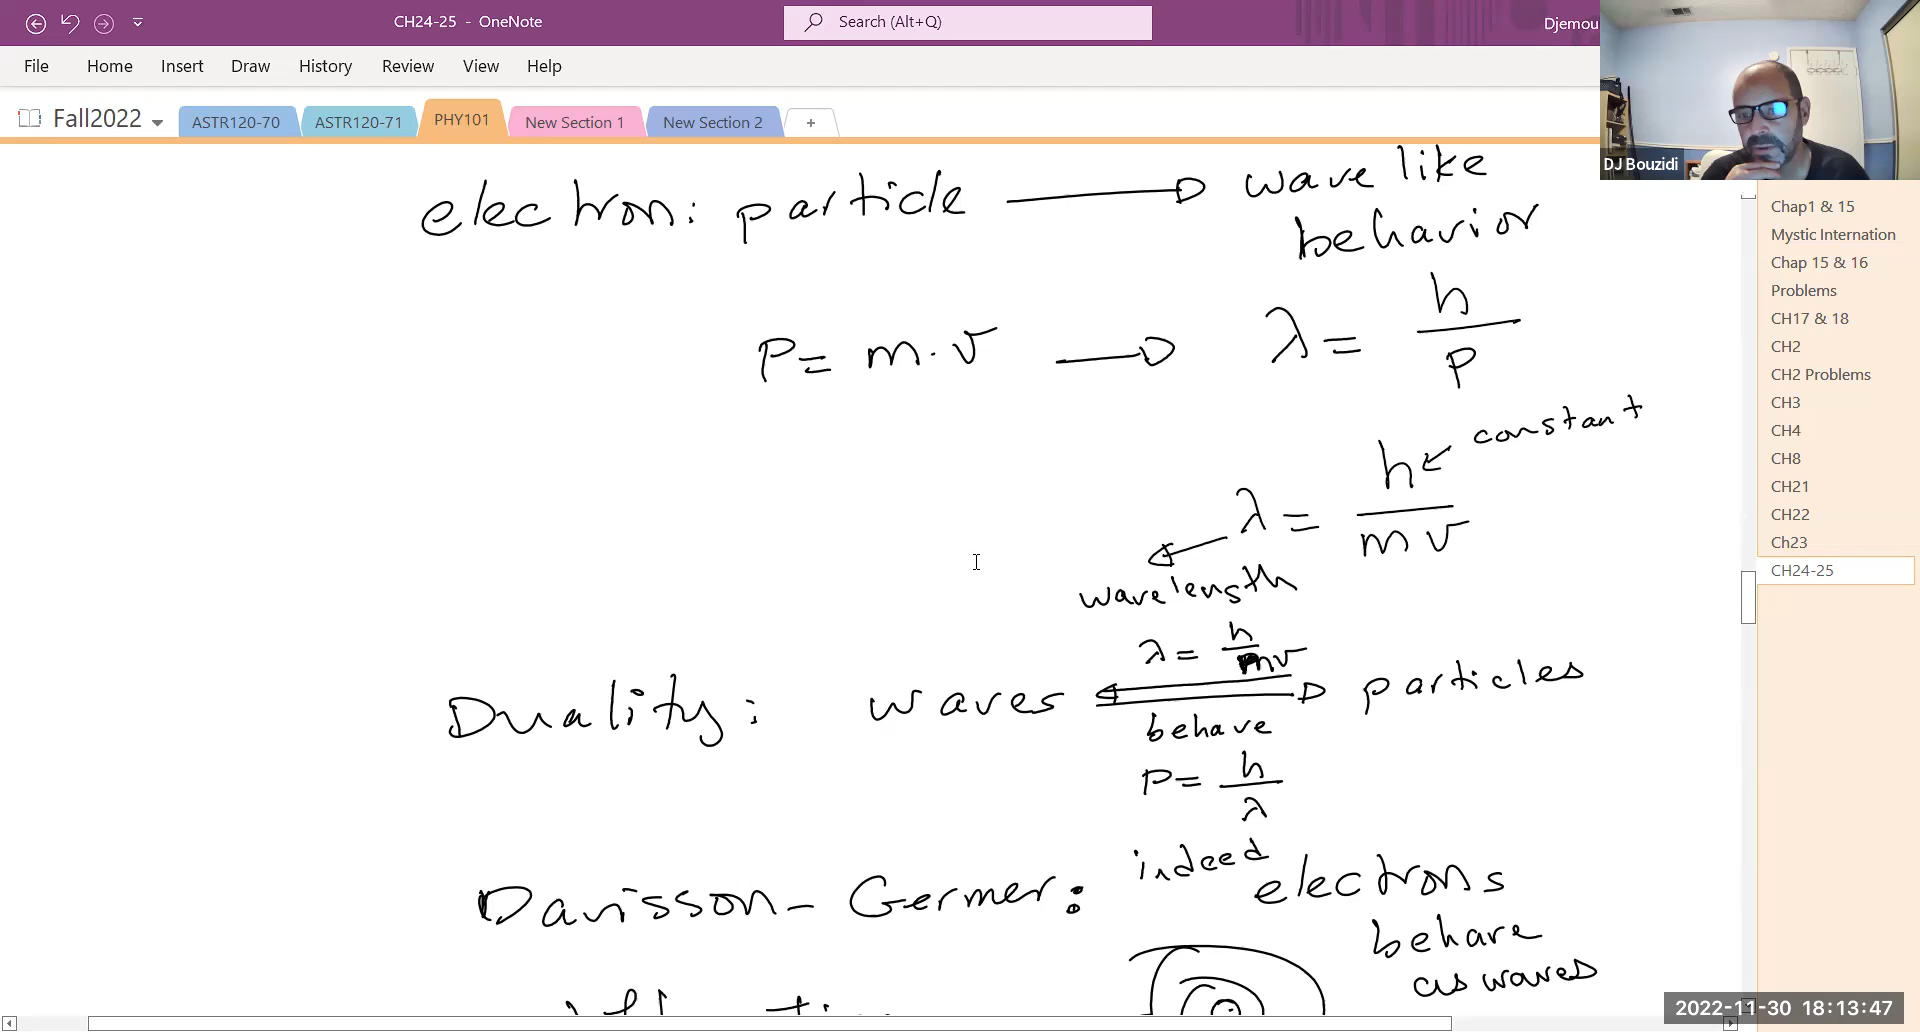 CH24-25 - OneNote
Search (Alt+Q)
Djemou
File Home Insert Draw History Review View Help
Fall2022
ASTR120-70 ASTR120-71 PHY101 New Section 1 New Section 2 +
DJ Bouzidi
Chap1 & 15
Mystic Internation
Chap 15 & 16
Problems
CH17 & 18
CH2
CH2 Problems
CH3
CH4
CH8
CH21
CH22
Ch23
CH24-25
electron: particle → wave like
behavior
P = m · v → λ = h / P
λ = h / m v
constant
wavelength
λ = h / mv
Duality: waves particles
behave
P = h / λ
Davisson - Germer: indeed electrons
behave
as waves
2022-11-30 18:13:47